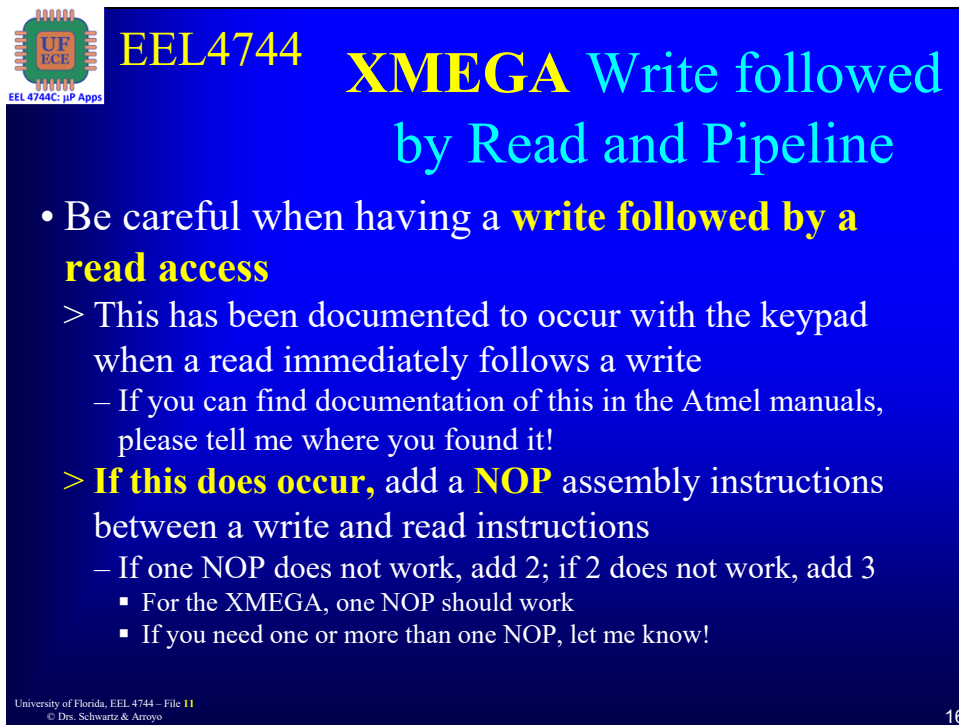 UF
ECE
EEL 4744C: µP Apps
EEL4744
XMEGA Write followed
by Read and Pipeline
• Be careful when having a write followed by a
read access
> This has been documented to occur with the keypad
when a read immediately follows a write
– If you can find documentation of this in the Atmel manuals,
please tell me where you found it!
> If this does occur, add a NOP assembly instructions
between a write and read instructions
– If one NOP does not work, add 2; if 2 does not work, add 3
▪ For the XMEGA, one NOP should work
▪ If you need one or more than one NOP, let me know!
University of Florida, EEL 4744 – File 11
© Drs. Schwartz & Arroyo
16